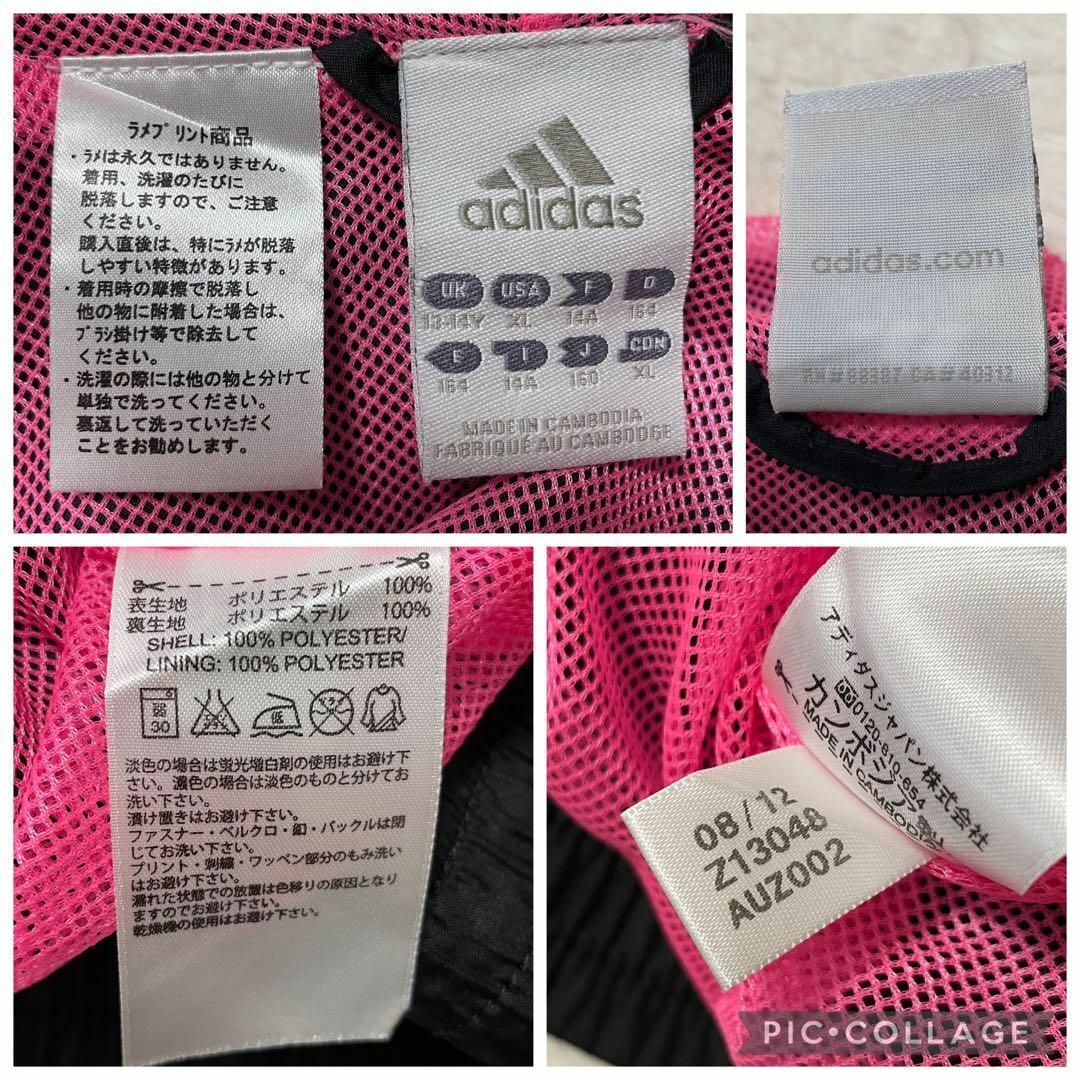 ﾗﾒﾌﾟﾘﾝﾄ商品
・ﾗﾒは永久ではありません。
着用、洗濯のたびに
脱落しますので、ご注意
ください。
購入直後は、特にﾗﾒが脱落
しやすい特徴があります。
・着用時の摩擦で脱落し
他の物に附着した場合は、
ﾌﾞﾗｼ掛け等で除去して
ください。
・洗濯の際には他の物と分けて
単独で洗ってください。
裏返して洗っていただく
ことをお勧めします。
adidas
UK USA F D
13-14Y XL 14A 164
E I J CDN
164 14A 160 XL
MADE IN CAMBODIA
FABRIQUÉ AU CAMBODGE
adidas.com
表生地 ポリエステル 100%
裏生地 ポリエステル 100%
SHELL: 100% POLYESTER/
LINING: 100% POLYESTER
弱
30
低
淡色の場合は蛍光増白剤の使用はお避け下
さい。濃色の場合は淡色のものと分けてお
洗い下さい。
漬け置きはお避け下さい。
ファスナー・ベルクロ・釦・バックルは閉
じてお洗い下さい。
プリント・刺繍・ワッペン部分のもみ洗い
はお避け下さい。
濡れた状態での放置は色移りの原因となり
ますのでお避け下さい。
乾燥機の使用はお避け下さい。
アディダスジャパン株式会社
0120-810-654
カンボジア製
MADE IN CAMBODIA
08/12
Z13048
AUZ002
PIC•COLLAGE